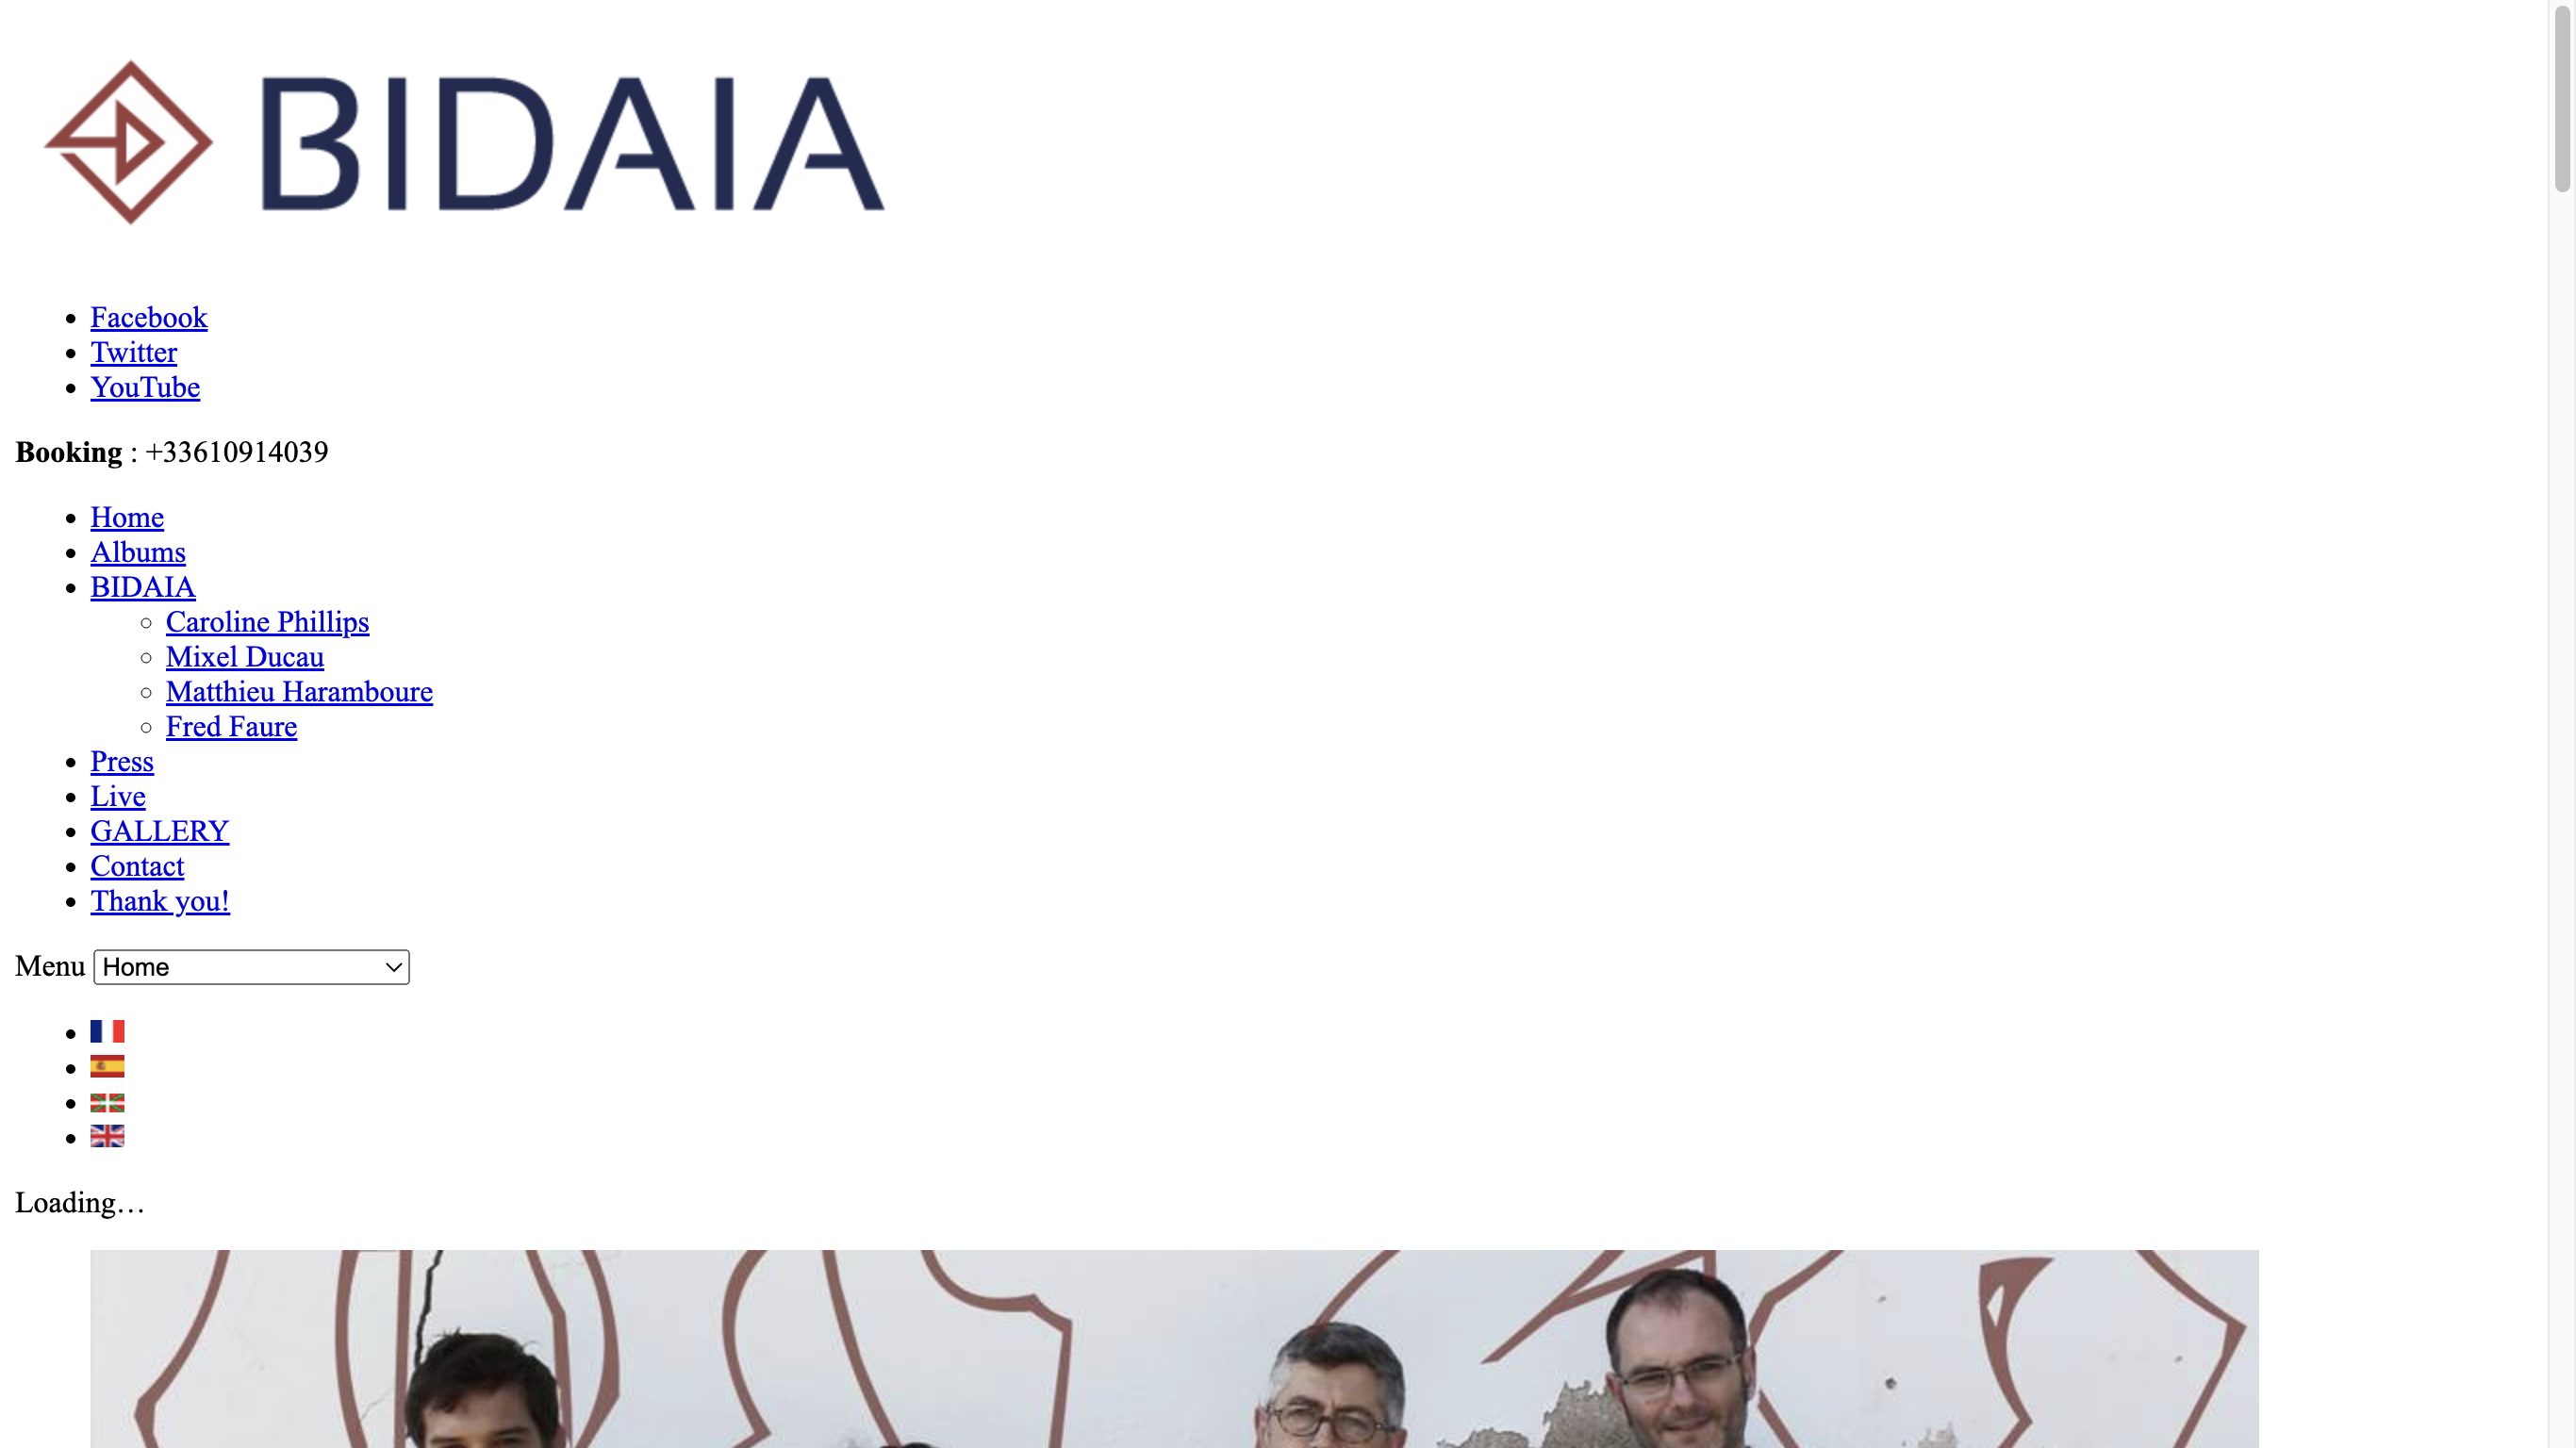 BIDAIA
Facebook
Twitter
YouTube
Booking : +33610914039
Home
Albums
BIDAIA
Caroline Phillips
Mixel Ducau
Matthieu Haramboure
Fred Faure
Press
Live
GALLERY
Contact
Thank you!
Menu Home
Loading…